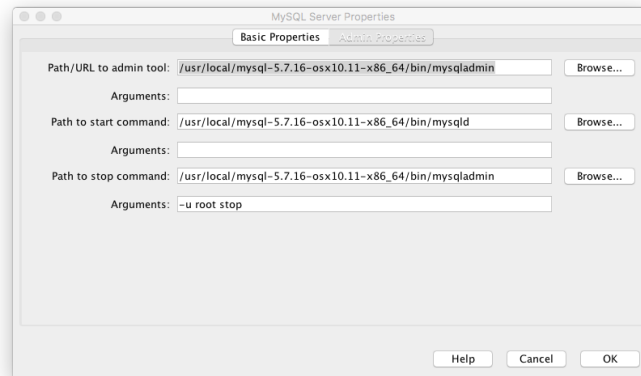 MySQL Server Properties
Basic Properties Admin Properties
Path/URL to admin tool: /usr/local/mysql-5.7.16-osx10.11-x86_64/bin/mysqladmin Browse...
Arguments:
Path to start command: /usr/local/mysql-5.7.16-osx10.11-x86_64/bin/mysqld Browse...
Arguments:
Path to stop command: /usr/local/mysql-5.7.16-osx10.11-x86_64/bin/mysqladmin Browse...
Arguments: -u root stop
Help Cancel OK